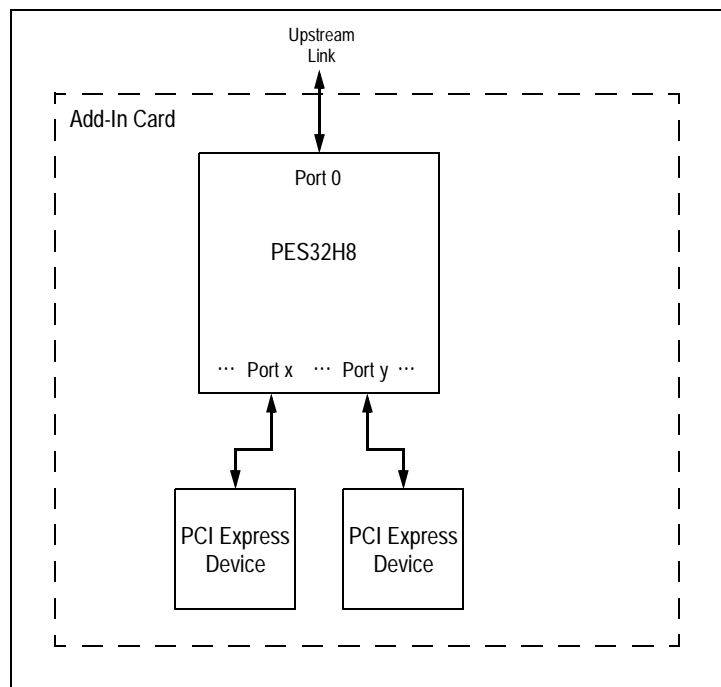 Upstream
Link
Add-In Card
Port 0
PES32H8
··· Port x ··· Port y ···
PCI Express
Device
PCI Express
Device